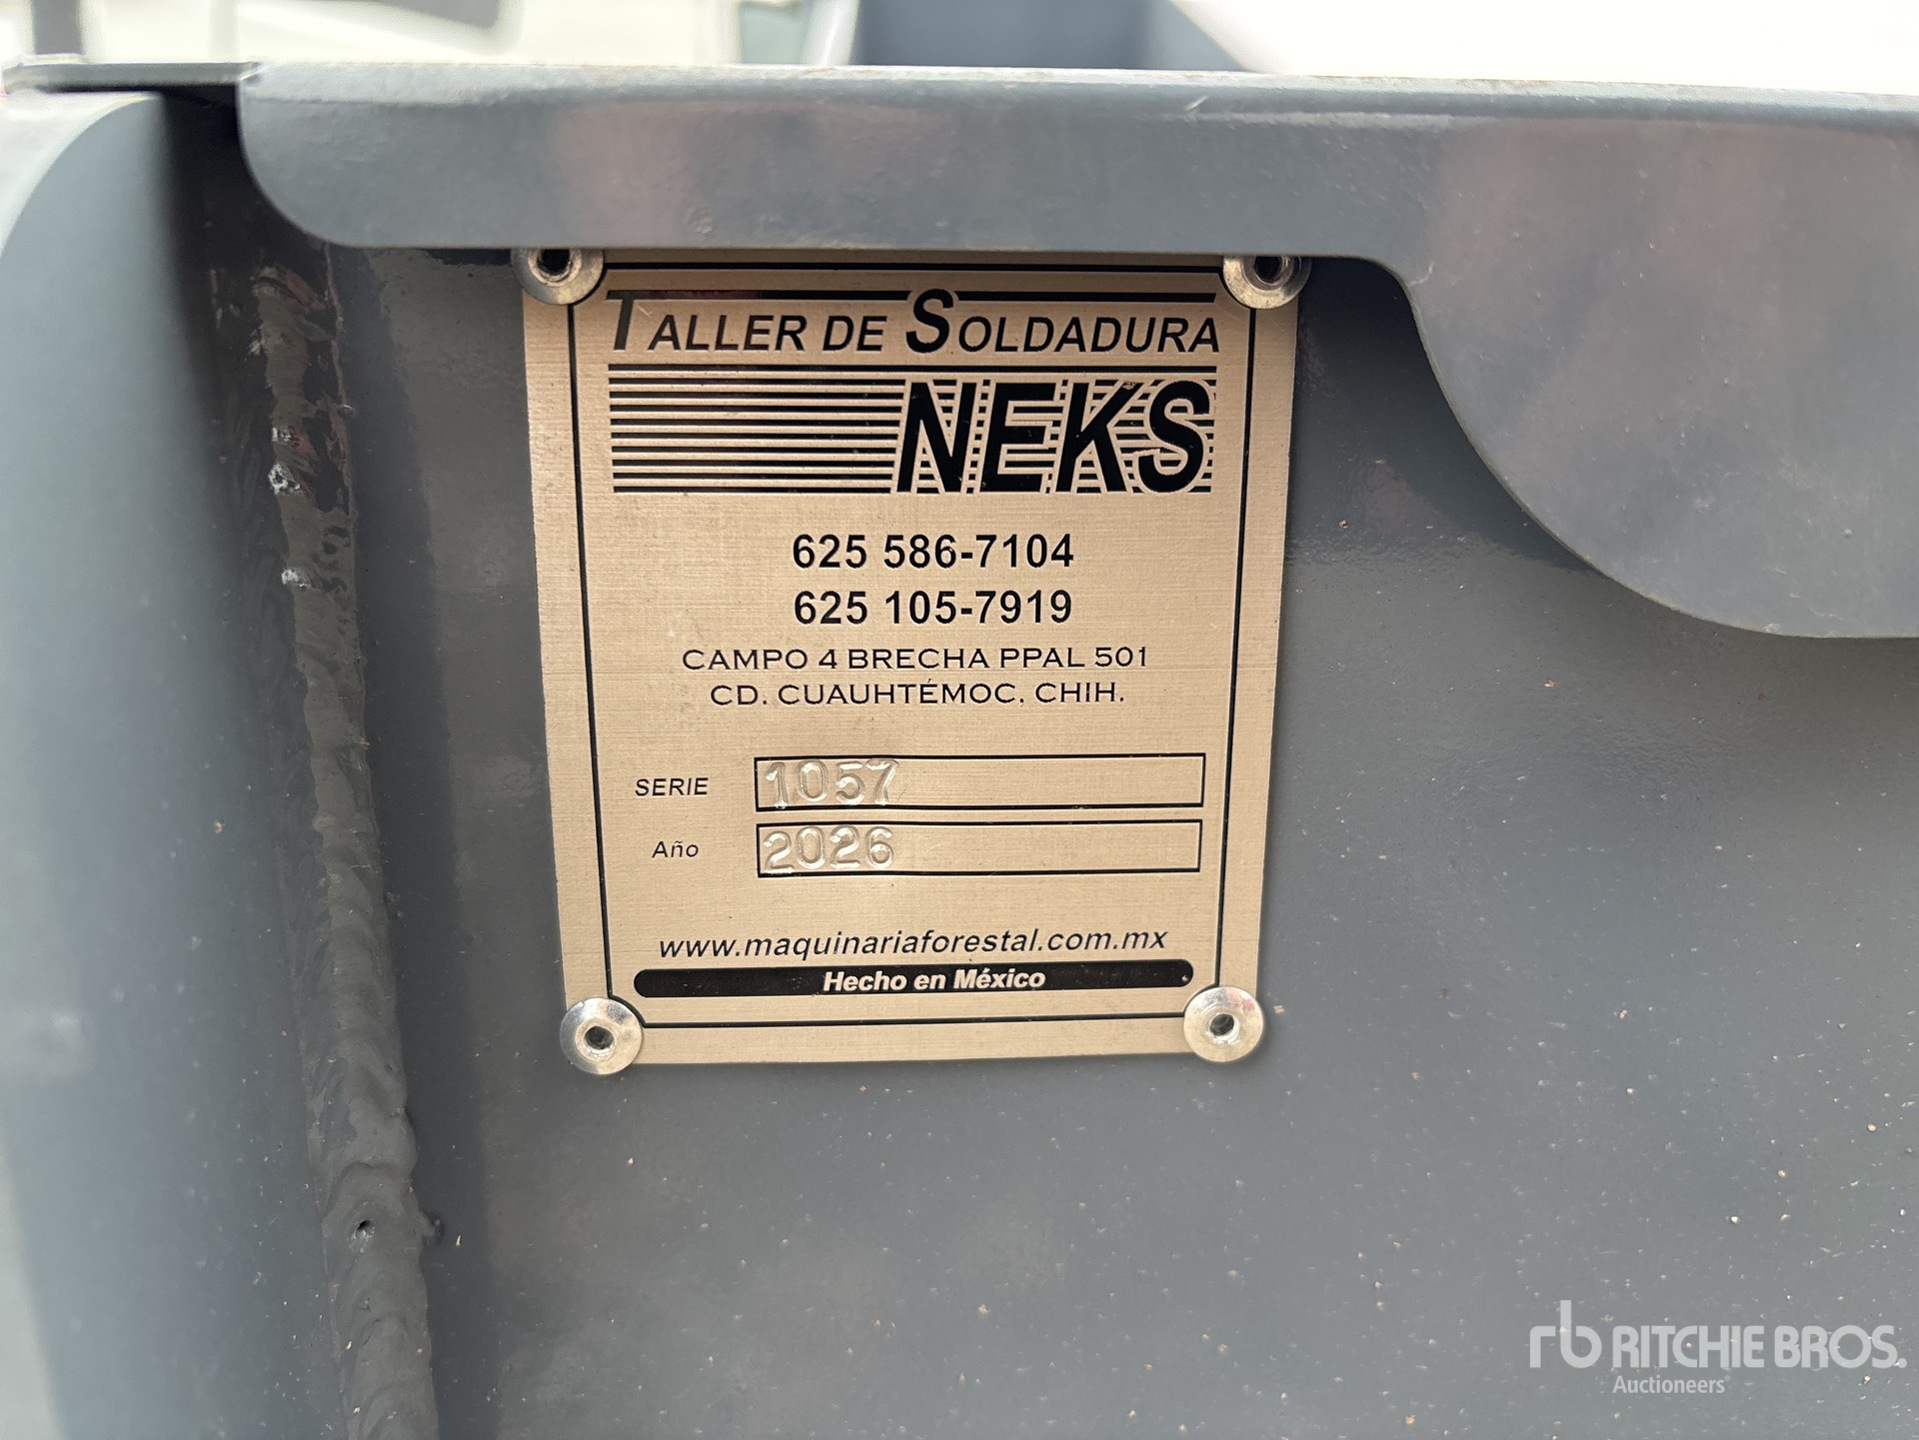 TALLER DE SOLDADURA
NEKS
625 586-7104
625 105-7919
CAMPO 4 BRECHA PPAL 501
CD. CUAUHTÉMOC, CHIH.
SERIE 1057
Año 2026
www.maquinariaforestal.com.mx
Hecho en México
rb RITCHIE BROS.
Auctioneers